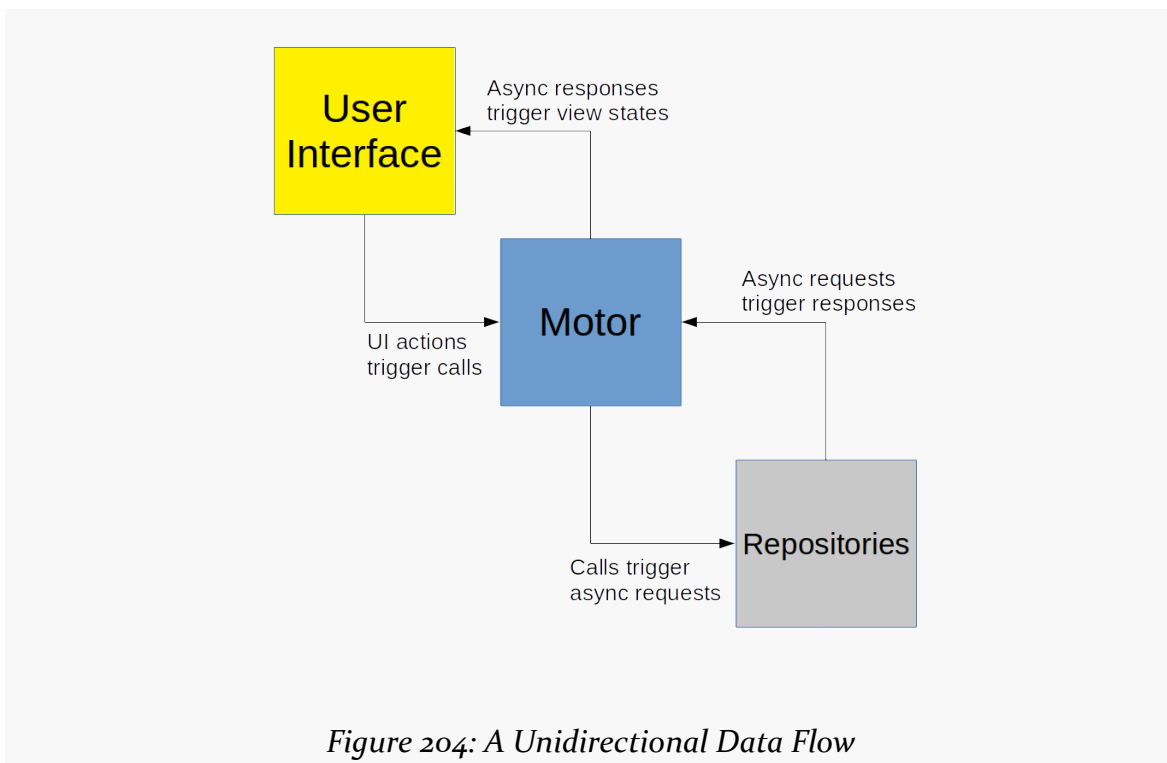 User
Interface
Async responses
trigger view states
Motor
UI actions
trigger calls
Async requests
trigger responses
Repositories
Calls trigger
async requests
Figure 204: A Unidirectional Data Flow